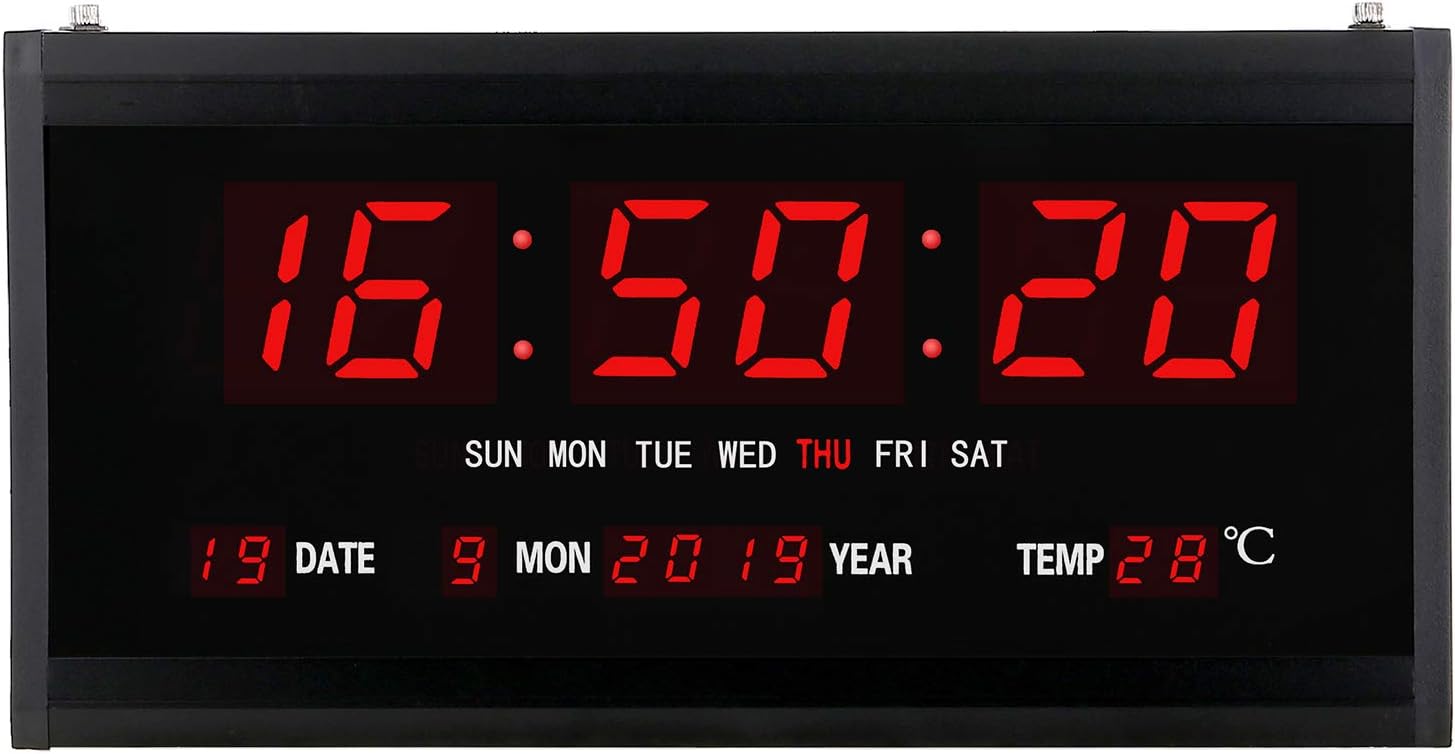 16:50:20
SUN MON TUE WED THU FRI SAT
19 DATE 9 MON 2019 YEAR TEMP 28 °C